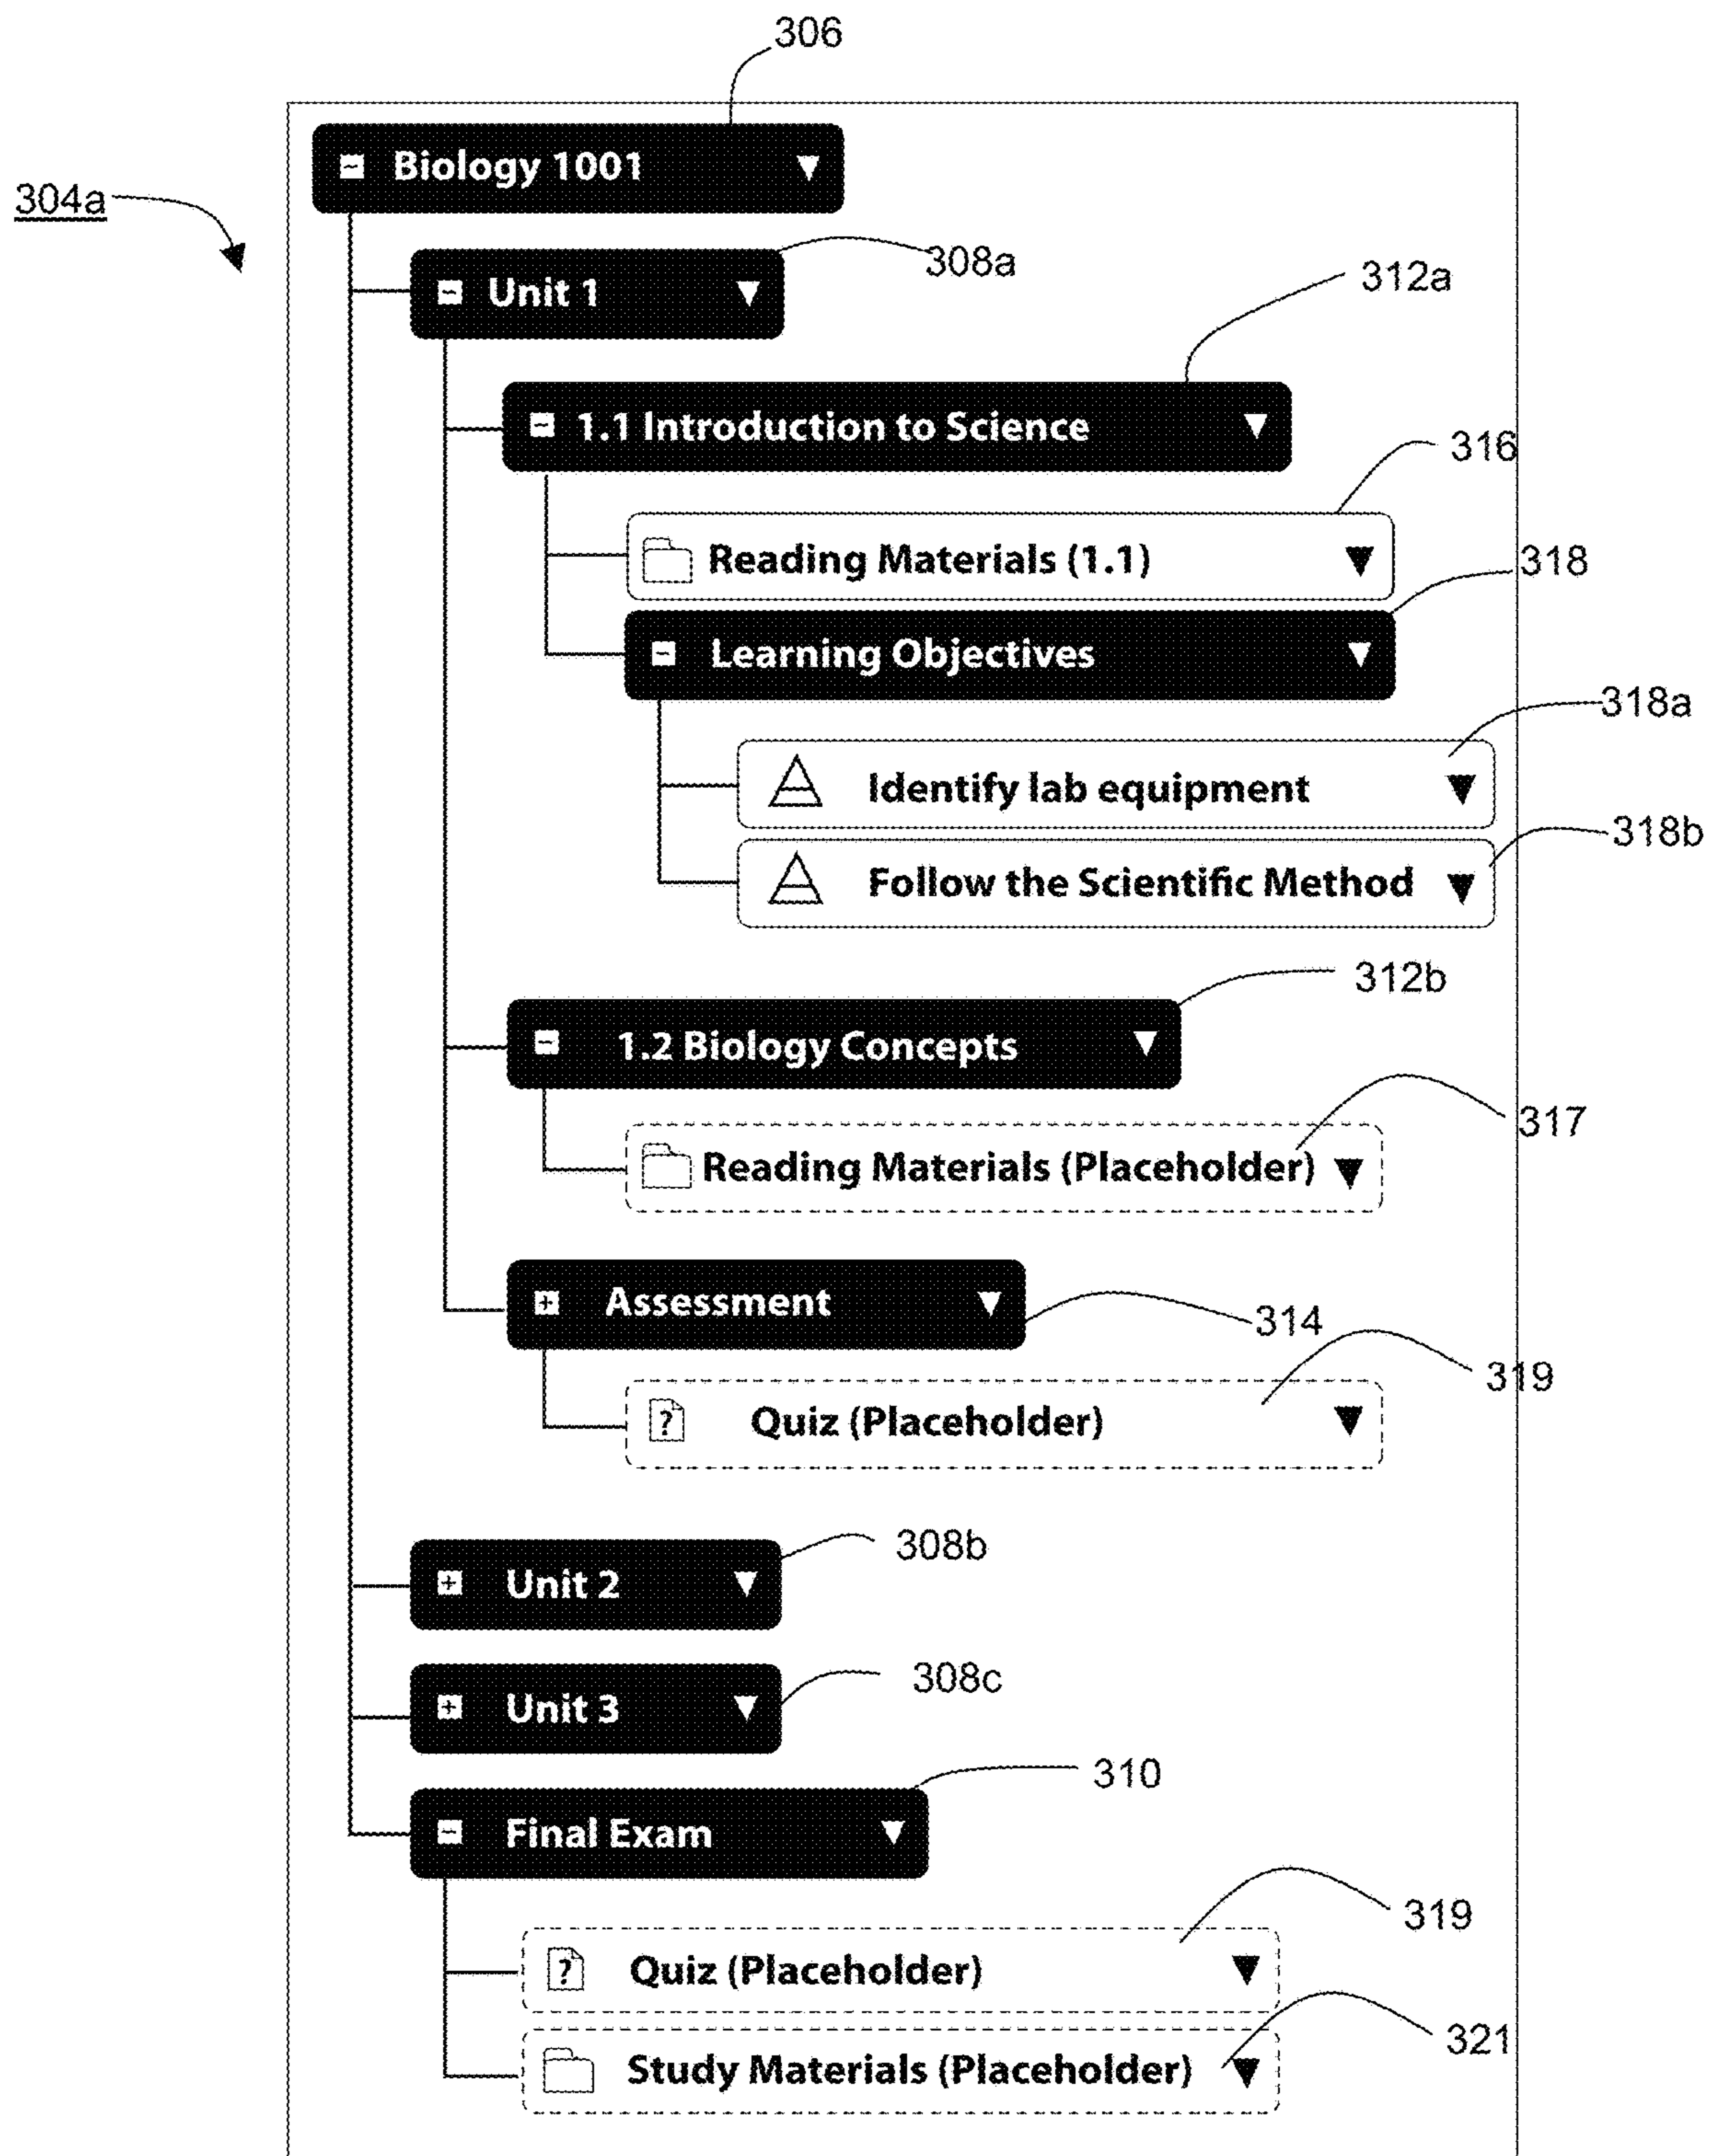 306
Biology 1001
304a
Unit 1
308a
312a
1.1 Introduction to Science
316
Reading Materials (1.1)
318
Learning Objectives
318a
Identify lab equipment
318b
Follow the Scientific Method
312b
1.2 Biology Concepts
317
Reading Materials (Placeholder)
Assessment
314
319
? Quiz (Placeholder)
308b
Unit 2
308c
Unit 3
310
Final Exam
319
? Quiz (Placeholder)
321
Study Materials (Placeholder)